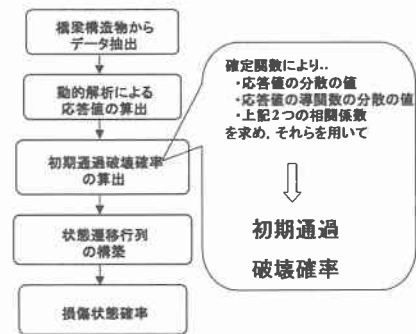 橋梁構造物から
データ抽出
動的解析による
応答値の算出
初期通過破壊確率
の算出
状態遷移行列
の構築
損傷状態確率
確定関数により..
・応答値の分散の値
・応答値の導関数の分散の値
・上記2つの相関係数
を求め、それらを用いて
初期通過
破壊確率